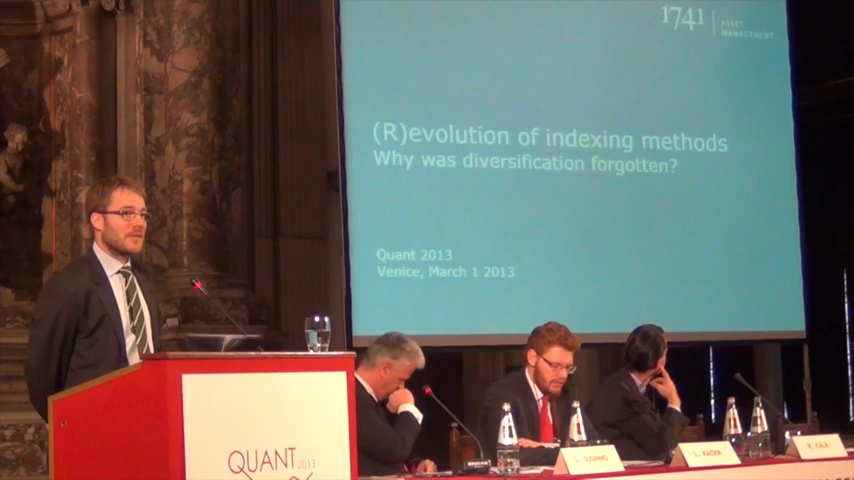 1741 ASSET
MANAGEMENT
(R)evolution of indexing methods
Why was diversification forgotten?
Quant 2013
Venice, March 1 2013
QUANT 2013
L. KAISER
R. FALK